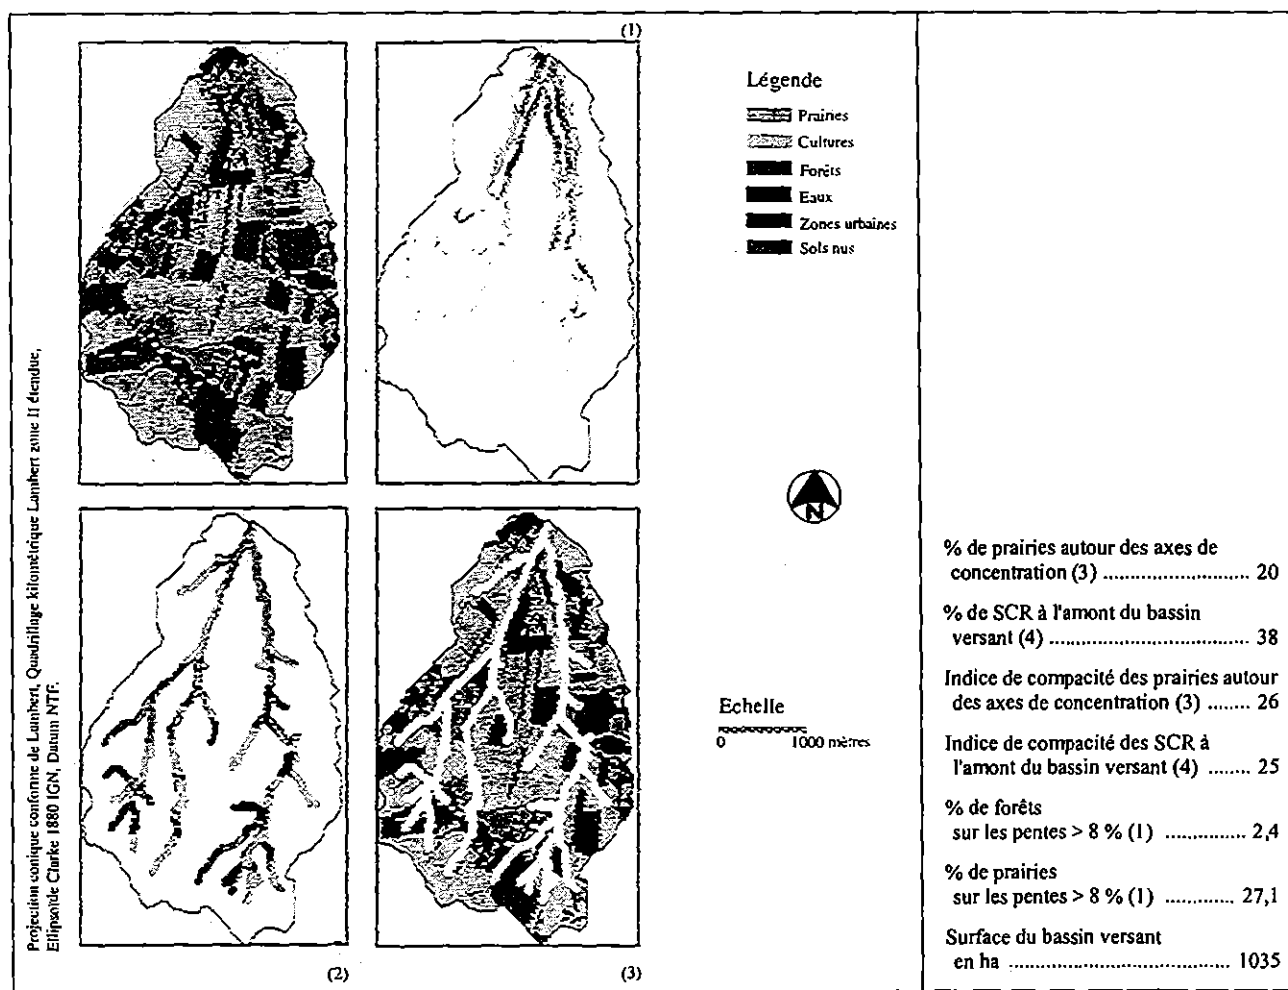 (1)
Légende
Prairies
Cultures
Forêts
Eaux
Zones urbaines
Sols nus
Projection conique conforme de Lambert, Quadrillage kilométrique Lambert zone II étendue,
Ellipsoïde Clarke 1880 IGN, Datum NTF.
N
Echelle
0 1000 mètres
(2)
(3)
% de prairies autour des axes de
concentration (3) .......................... 20
% de SCR à l'amont du bassin
versant (4) ................................... 38
Indice de compacité des prairies autour
des axes de concentration (3) ........ 26
Indice de compacité des SCR à
l'amont du bassin versant (4) ........ 25
% de forêts
sur les pentes > 8 % (1) ............... 2,4
% de prairies
sur les pentes > 8 % (1) ............. 27,1
Surface du bassin versant
en ha ...................................... 1035